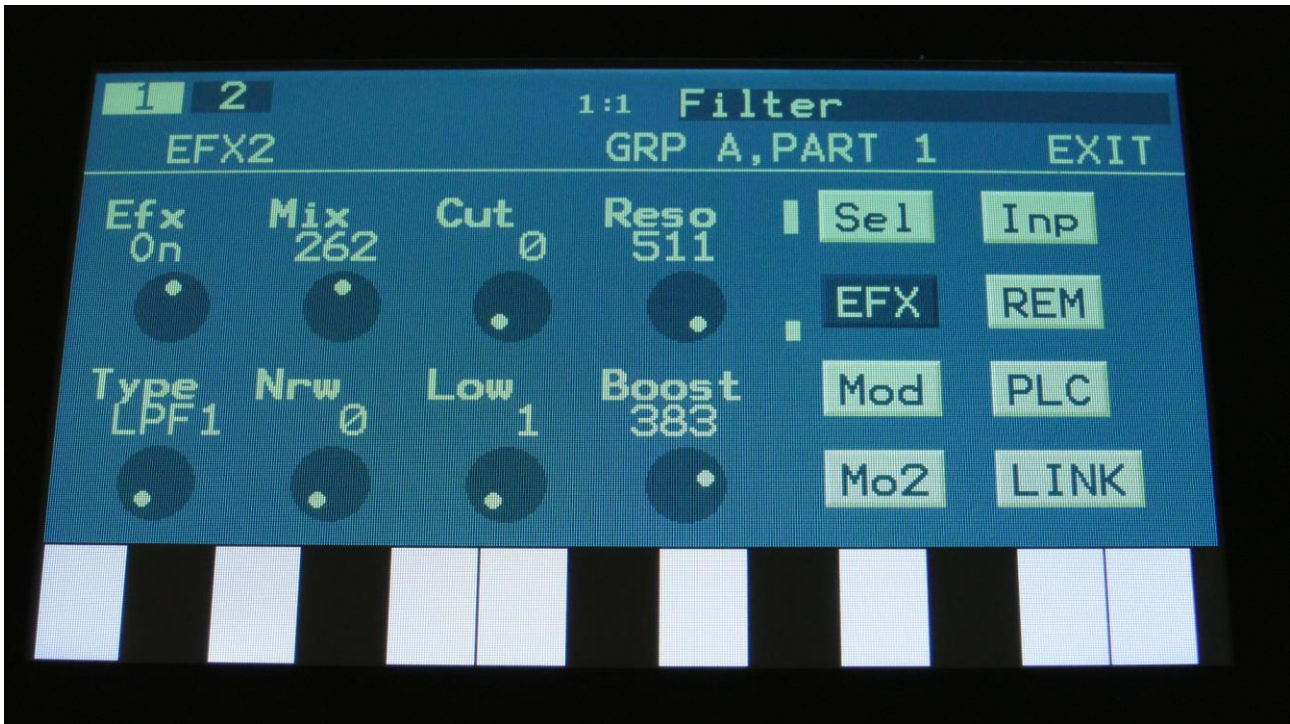 1 2 1:1 Filter
EFX2 GRP A,PART 1 EXIT
Efx Mix Cut Reso Sel Inp
On 262 0 511
EFX REM
Type Nrw Low Boost Mod PLC
LPF1 0 1 383
Mo2 LINK